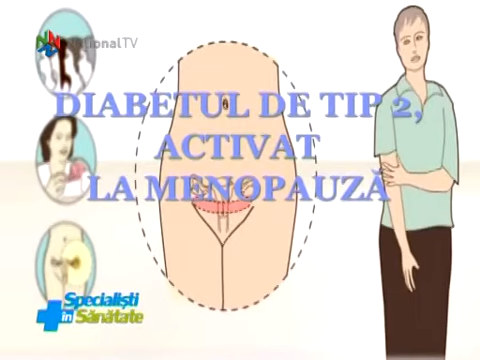 NationalTV
DIABETUL DE TIP 2,
ACTIVAT
LA MENOPAUZĂ
Specialiști
în Sănătate